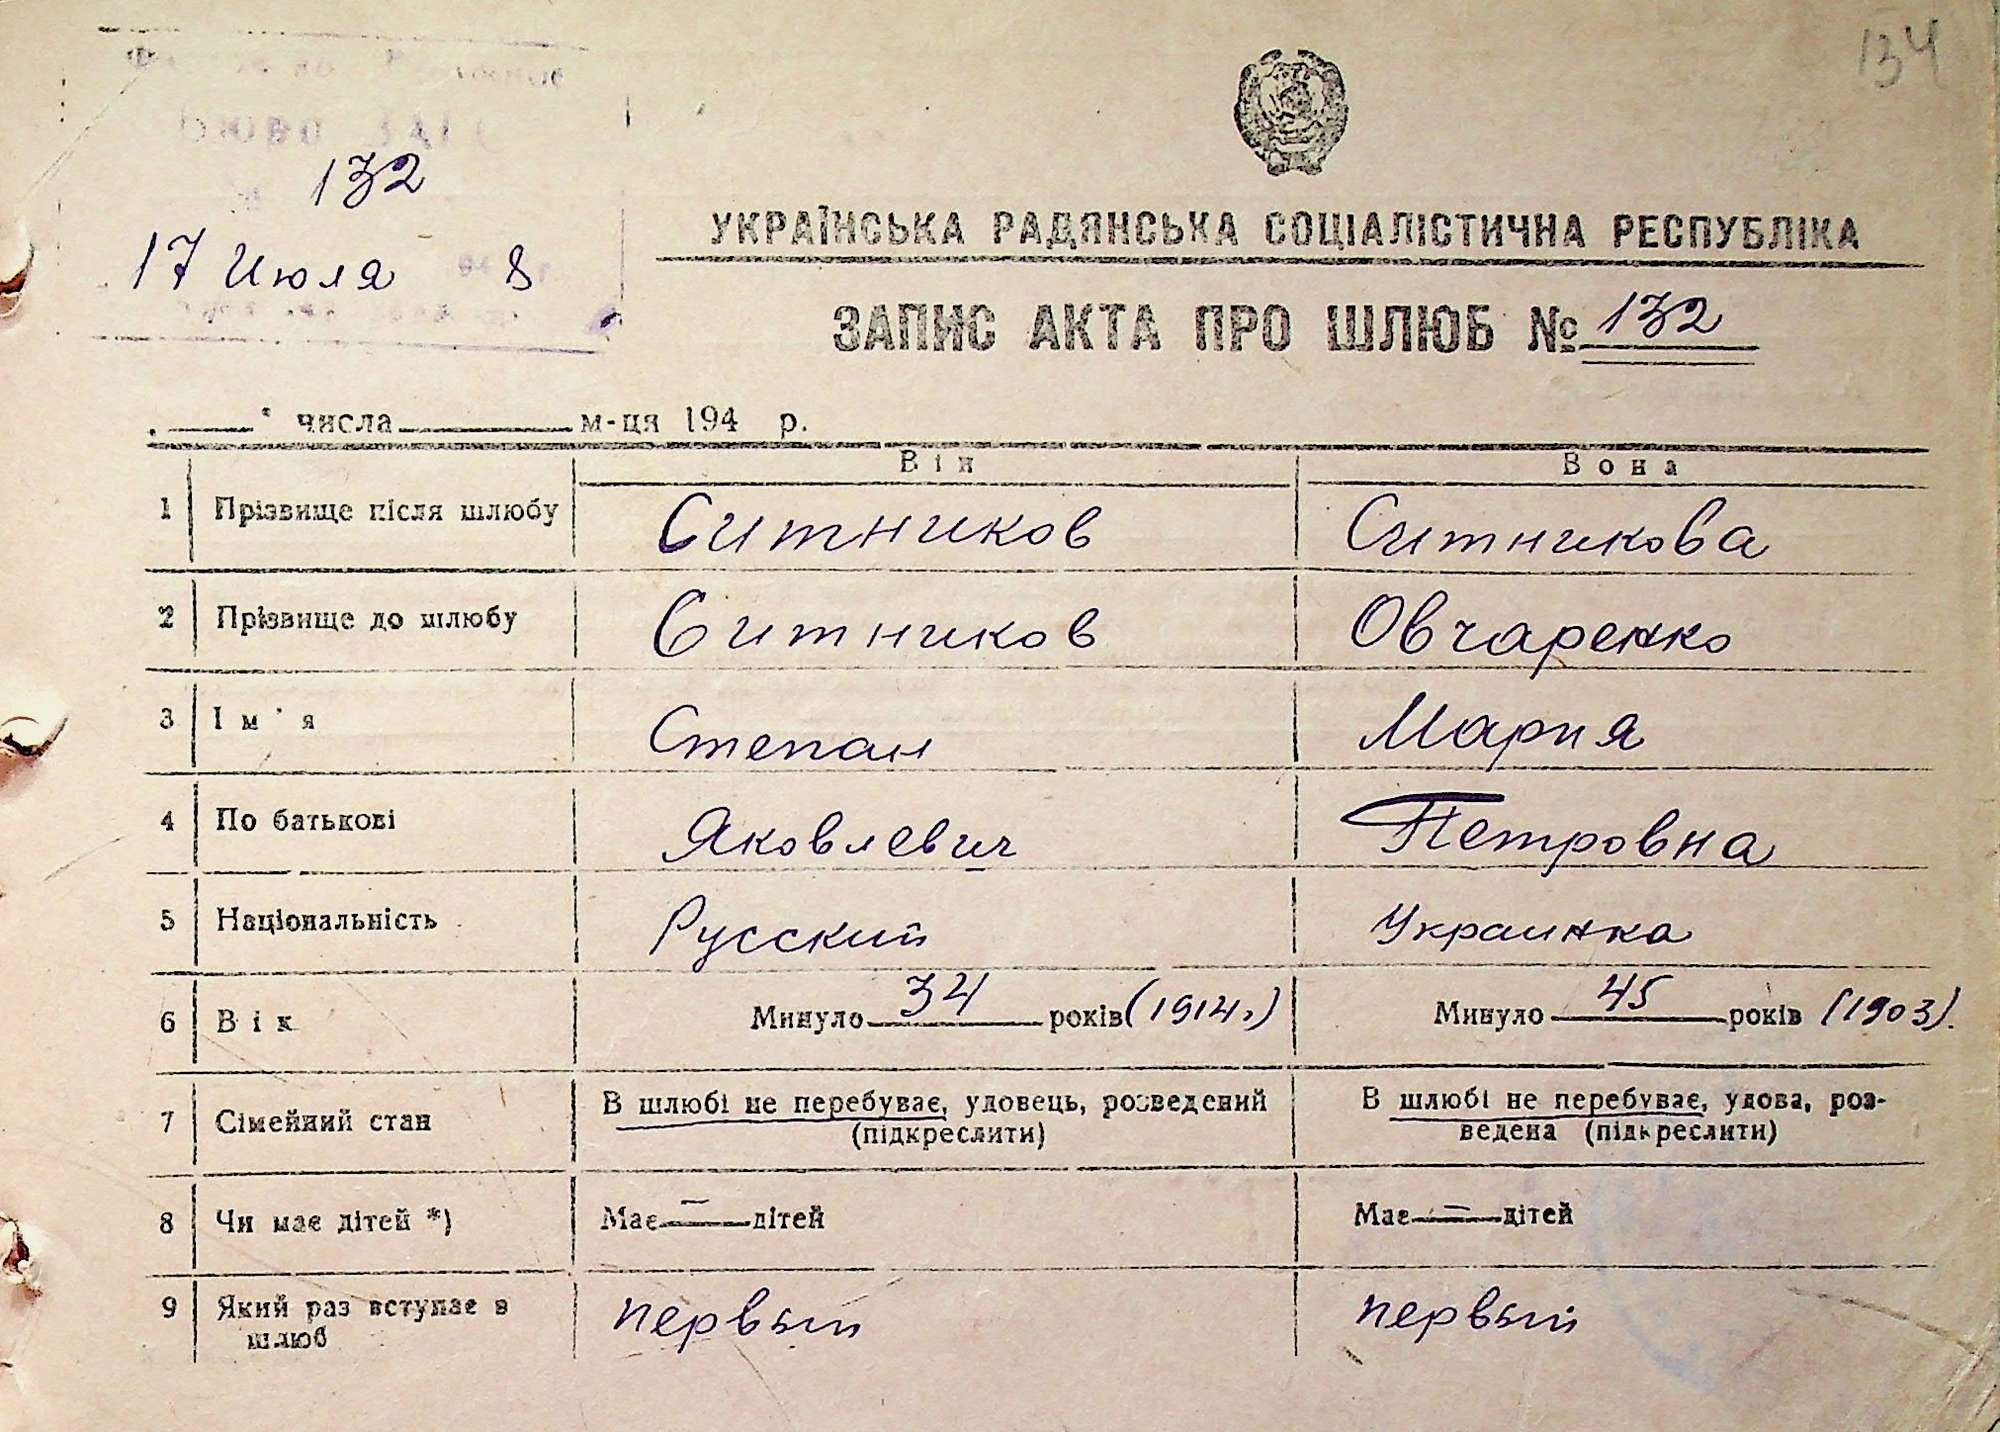 134
132
17 Июля 8
УКРАЇНСЬКА РАДЯНСЬКА СОЦІАЛІСТИЧНА РЕСПУБЛІКА
ЗАПИС АКТА ПРО ШЛЮБ № 132
числа м-ця 194 р.
Він Вона
1 Прізвище після шлюбу Ситников Ситникова
2 Прізвище до шлюбу Ситников Овчаренко
3 Ім'я Степан Мария
4 По батькові Яковлевич Петровна
5 Національність Русский Украинка
6 Вік Минуло 34 років (1914г.) Минуло 45 років (1903).
7 Сімейний стан В шлюбі не перебуває, удовець, розведений (підкреслити) В шлюбі не перебуває, удова, роз-
ведена (підкреслити)
8 Чи має дітей *) Має — дітей Має — дітей
9 Який раз вступає в шлюб первый первый